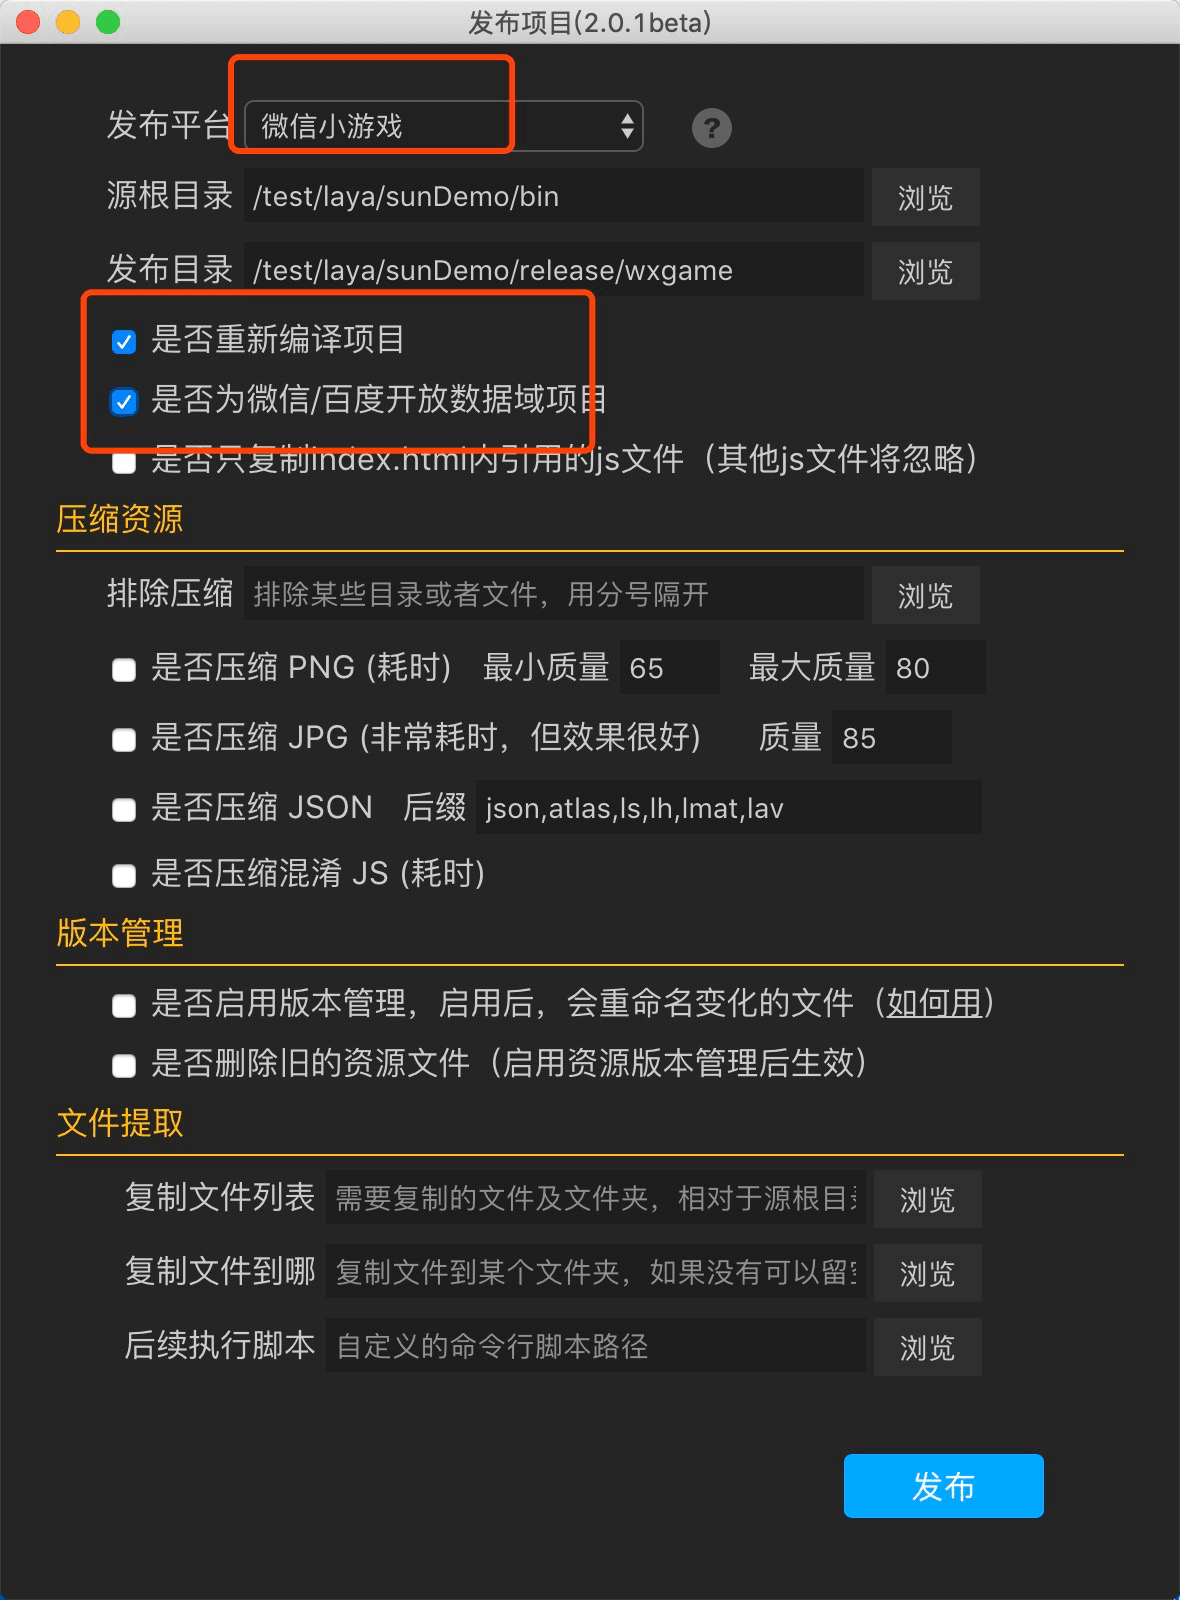 发布项目(2.0.1beta)
发布平台 微信小游戏 ?
源根目录 /test/laya/sunDemo/bin 浏览
发布目录 /test/laya/sunDemo/release/wxgame 浏览
是否重新编译项目
是否为微信/百度开放数据域项目
是否只复制index.html内引用的js文件（其他js文件将忽略）
压缩资源
排除压缩 排除某些目录或者文件，用分号隔开 浏览
是否压缩 PNG (耗时) 最小质量 65 最大质量 80
是否压缩 JPG (非常耗时，但效果很好) 质量 85
是否压缩 JSON 后缀 json,atlas,ls,lh,lmat,lav
是否压缩混淆 JS (耗时)
版本管理
是否启用版本管理，启用后，会重命名变化的文件（如何用）
是否删除旧的资源文件（启用资源版本管理后生效）
文件提取
复制文件列表 需要复制的文件及文件夹，相对于源根目录 浏览
复制文件到哪 复制文件到某个文件夹，如果没有可以留空 浏览
后续执行脚本 自定义的命令行脚本路径 浏览
发布